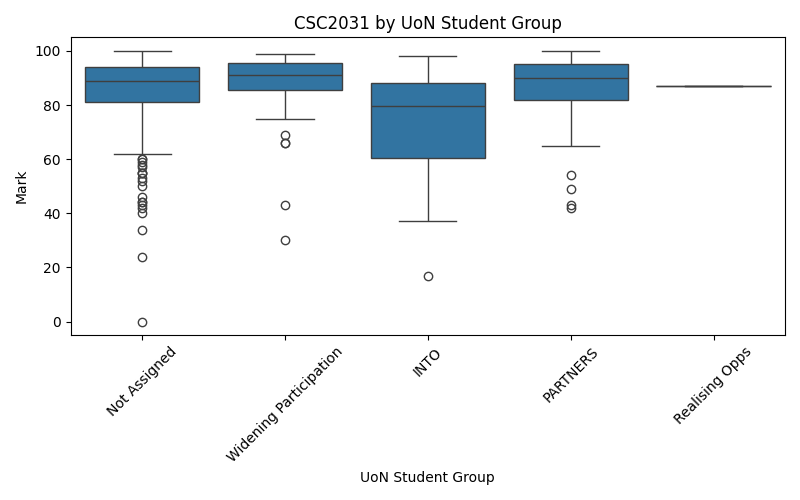 CSC2031 by UoN Student Group
Mark
100
80
60
40
20
0
Not Assigned
Widening Participation
INTO
PARTNERS
Realising Opps
UoN Student Group